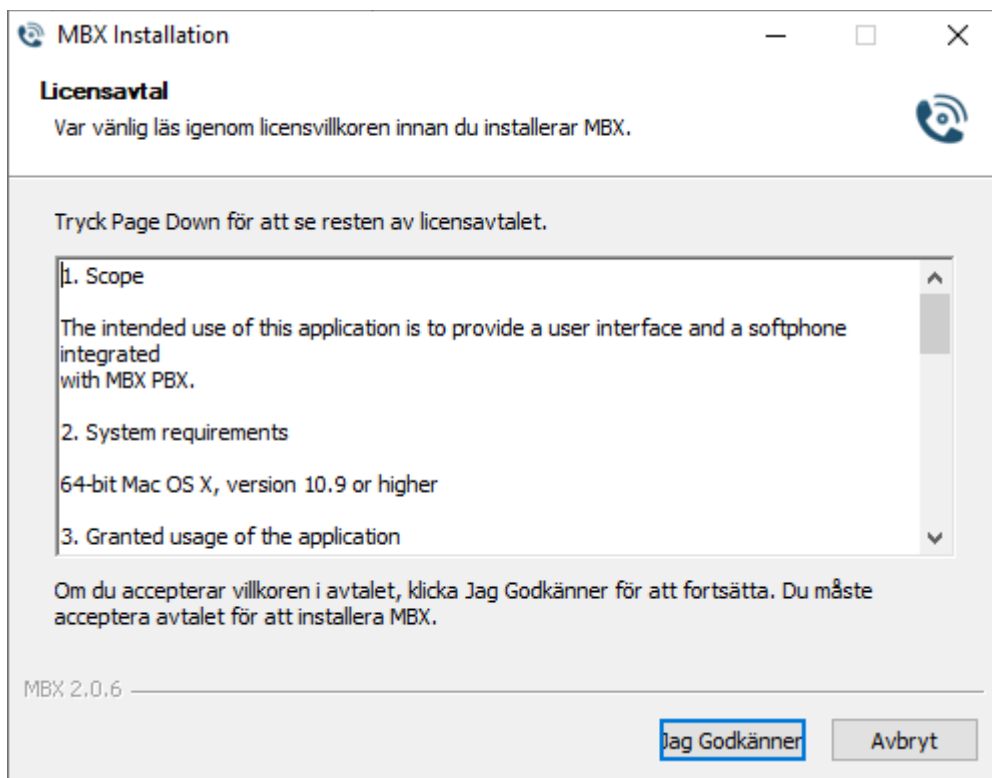 MBX Installation
Licensavtal
Var vänlig läs igenom licensvillkoren innan du installerar MBX.
Tryck Page Down för att se resten av licensavtalet.
1. Scope
The intended use of this application is to provide a user interface and a softphone
integrated
with MBX PBX.
2. System requirements
64-bit Mac OS X, version 10.9 or higher
3. Granted usage of the application
Om du accepterar villkoren i avtalet, klicka Jag Godkänner för att fortsätta. Du måste
acceptera avtalet för att installera MBX.
MBX 2.0.6
Jag Godkänner
Avbryt